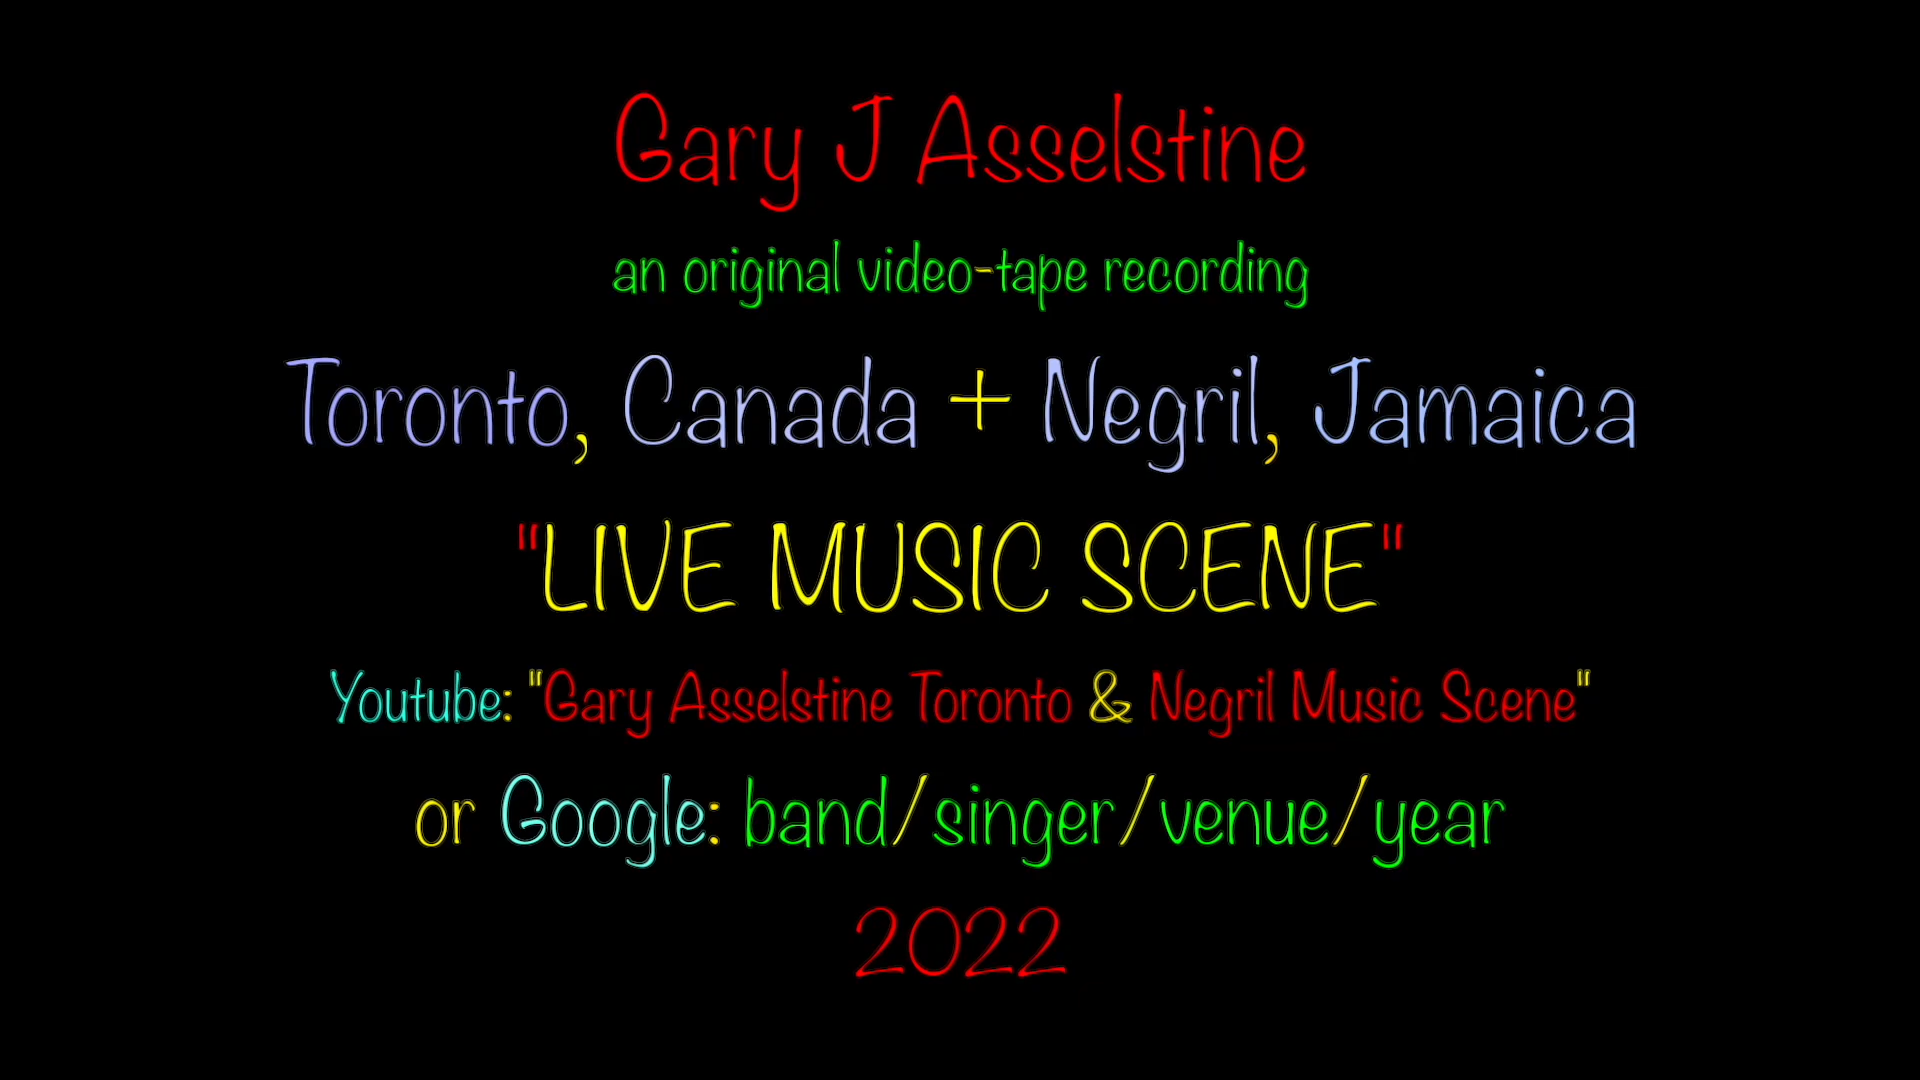 Gary J Asselstine
an original video-tape recording
Toronto, Canada + Negril, Jamaica
"LIVE MUSIC SCENE"
Youtube: "Gary Asselstine Toronto & Negril Music Scene"
or Google: band/singer/venue/year
2022